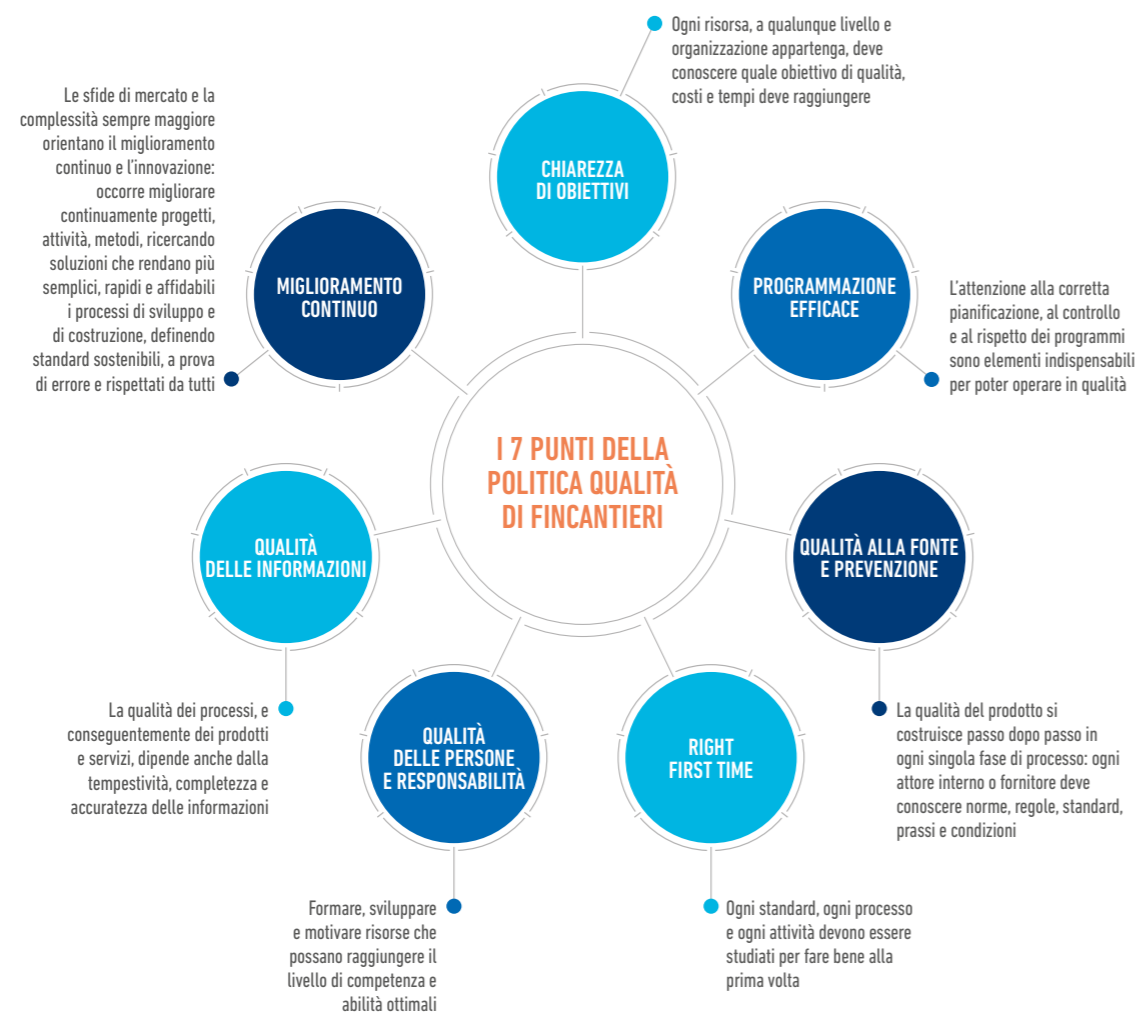 I 7 PUNTI DELLA
POLITICA QUALITÀ
DI FINCANTIERI
CHIAREZZA
DI OBIETTIVI
Ogni risorsa, a qualunque livello e
organizzazione appartenga, deve
conoscere quale obiettivo di qualità,
costi e tempi deve raggiungere
PROGRAMMAZIONE
EFFICACE
L’attenzione alla corretta
pianificazione, al controllo
e al rispetto dei programmi
sono elementi indispensabili
per poter operare in qualità
QUALITÀ ALLA FONTE
E PREVENZIONE
La qualità del prodotto si
costruisce passo dopo passo in
ogni singola fase di processo: ogni
attore interno o fornitore deve
conoscere norme, regole, standard,
prassi e condizioni
RIGHT
FIRST TIME
Ogni standard, ogni processo
e ogni attività devono essere
studiati per fare bene alla
prima volta
QUALITÀ
DELLE PERSONE
E RESPONSABILITÀ
Formare, sviluppare
e motivare risorse che
possano raggiungere il
livello di competenza e
abilità ottimali
QUALITÀ
DELLE INFORMAZIONI
La qualità dei processi, e
conseguentemente dei prodotti
e servizi, dipende anche dalla
tempestività, completezza e
accuratezza delle informazioni
MIGLIORAMENTO
CONTINUO
Le sfide di mercato e la
complessità sempre maggiore
orientano il miglioramento
continuo e l’innovazione:
occorre migliorare
continuamente progetti,
attività, metodi, ricercando
soluzioni che rendano più
semplici, rapidi e affidabili
i processi di sviluppo e
di costruzione, definendo
standard sostenibili, a prova
di errore e rispettati da tutti